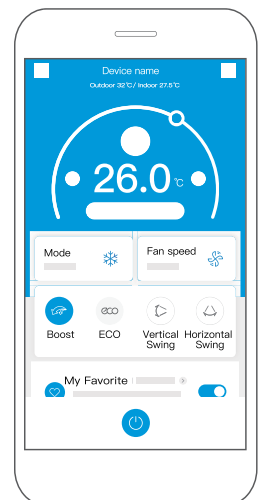 Device name
Outdoor 32℃/ Indoor 27.5℃
26.0℃
Mode
Fan speed
eco
Boost
ECO
Vertical Swing
Horizontal Swing
My Favorite